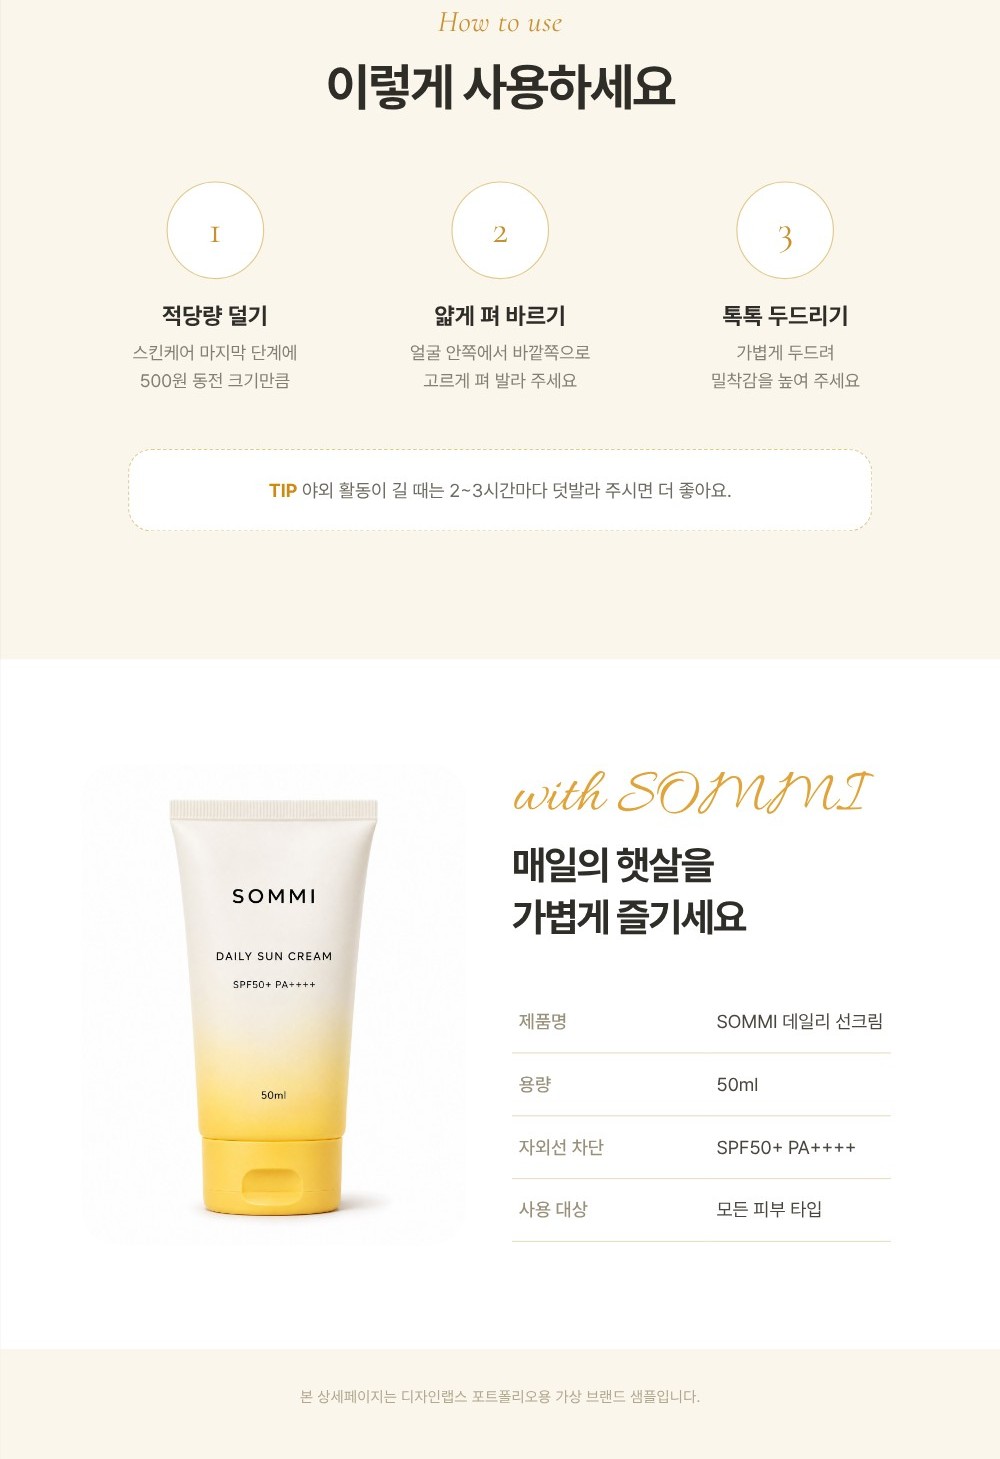 How to use
이렇게 사용하세요
1
2
3
적당량 덜기
스킨케어 마지막 단계에
500원 동전 크기만큼
얇게 펴 바르기
얼굴 안쪽에서 바깥쪽으로
고르게 펴 발라 주세요
톡톡 두드리기
가볍게 두드려
밀착감을 높여 주세요
TIP 야외 활동이 길 때는 2~3시간마다 덧발라 주시면 더 좋아요.
SOMMI
DAILY SUN CREAM
SPF50+ PA++++
50ml
with SOMMI
매일의 햇살을
가볍게 즐기세요
제품명 SOMMI 데일리 선크림
용량 50ml
자외선 차단 SPF50+ PA++++
사용 대상 모든 피부 타입
본 상세페이지는 디자인랩스 포트폴리오용 가상 브랜드 샘플입니다.